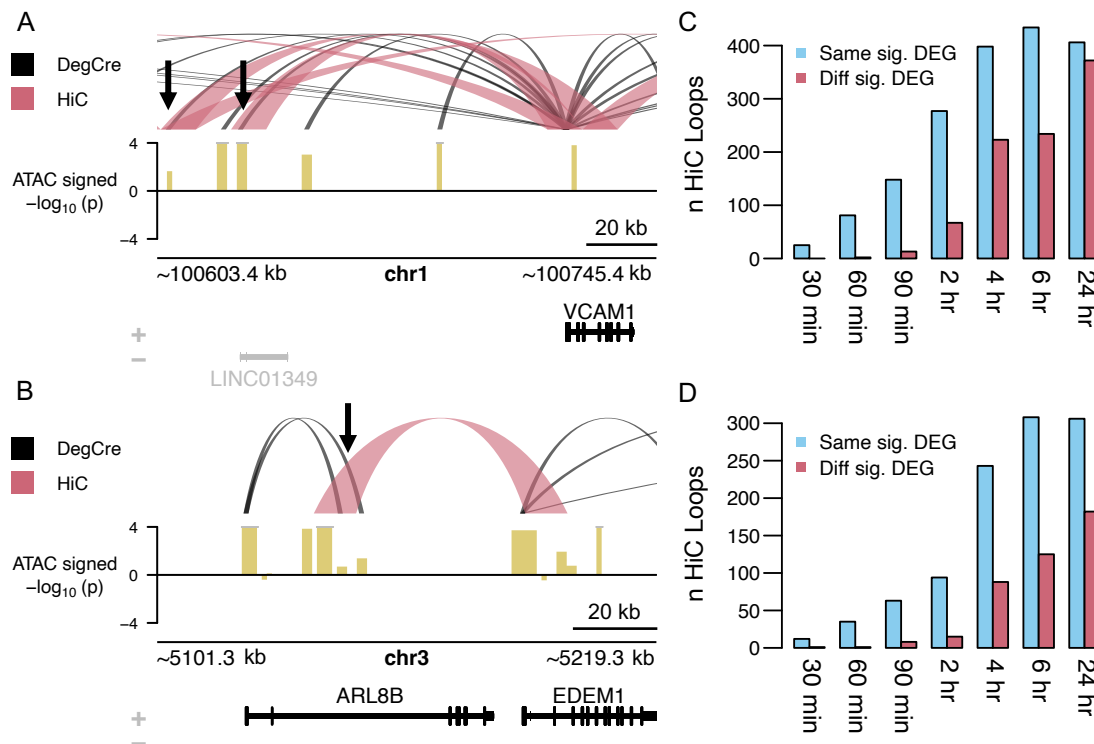 A
DegCre
HiC
4
0
−4
ATAC signed
−log10 (p)
20 kb
~100603.4 kb
chr1
~100745.4 kb
VCAM1
+
−
LINC01349
B
DegCre
HiC
4
0
−4
ATAC signed
−log10 (p)
20 kb
~5101.3 kb
chr3
~5219.3 kb
ARL8B
EDEM1
+
−
C
Same sig. DEG
Diff sig. DEG
n HiC Loops
400
300
200
100
0
30 min
60 min
90 min
2 hr
4 hr
6 hr
24 hr
D
Same sig. DEG
Diff sig. DEG
n HiC Loops
300
250
200
150
100
50
0
30 min
60 min
90 min
2 hr
4 hr
6 hr
24 hr